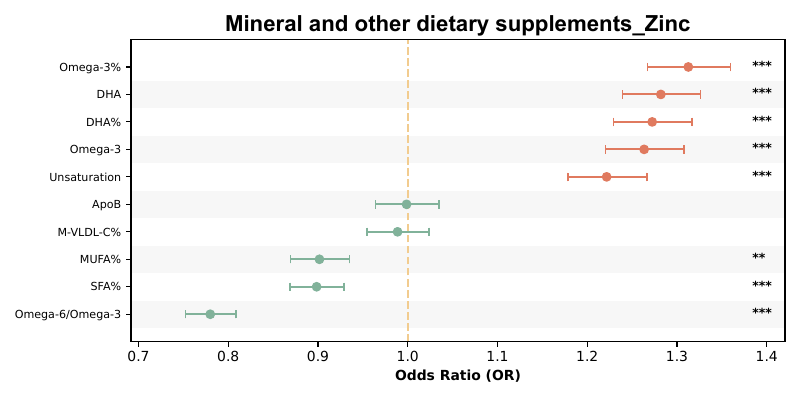 Mineral and other dietary supplements_Zinc
Omega-3% ***
DHA ***
DHA% ***
Omega-3 ***
Unsaturation ***
ApoB
M-VLDL-C%
MUFA% **
SFA% ***
Omega-6/Omega-3 ***
0.7 0.8 0.9 1.0 1.1 1.2 1.3 1.4
Odds Ratio (OR)